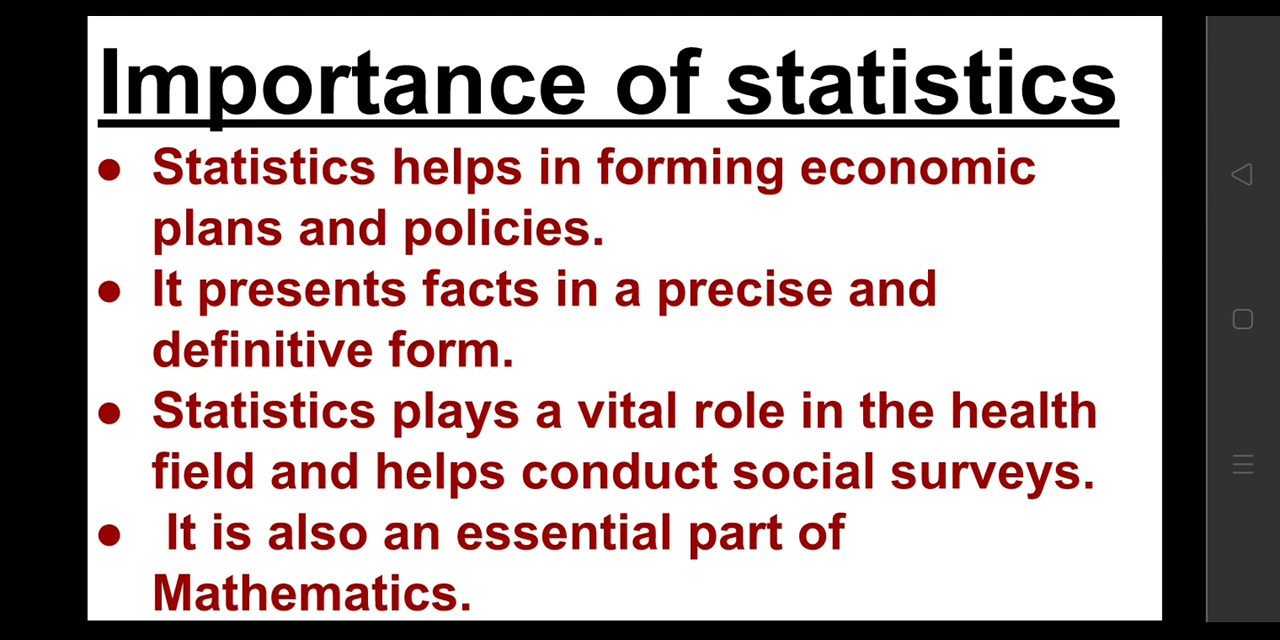 Importance of statistics
● Statistics helps in forming economic
plans and policies.
● It presents facts in a precise and
definitive form.
● Statistics plays a vital role in the health
field and helps conduct social surveys.
● It is also an essential part of
Mathematics.